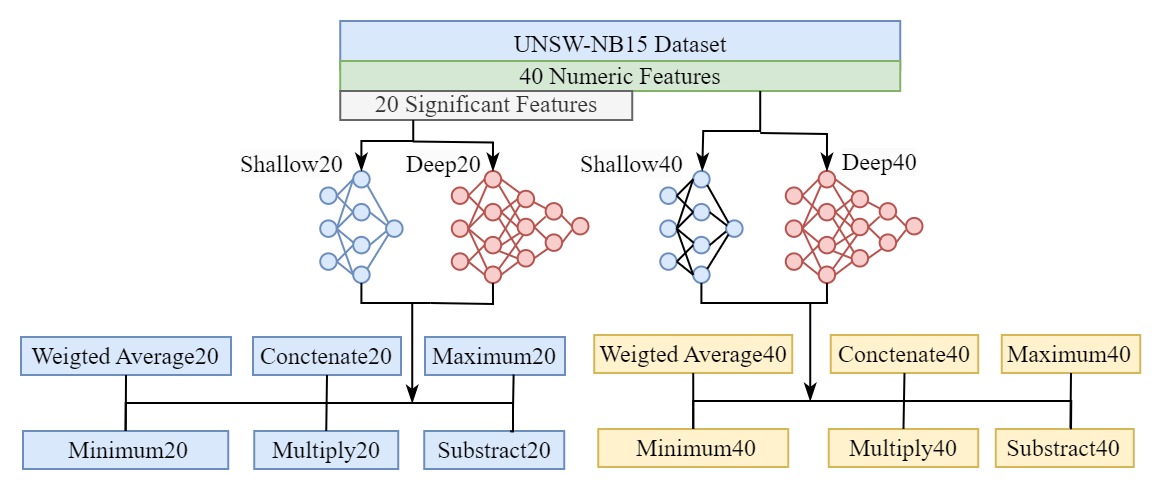 UNSW-NB15 Dataset
40 Numeric Features
20 Significant Features
Shallow20
Deep20
Shallow40
Deep40
Weigted Average20
Conctenate20
Maximum20
Weigted Average40
Conctenate40
Maximum40
Minimum20
Multiply20
Substract20
Minimum40
Multiply40
Substract40